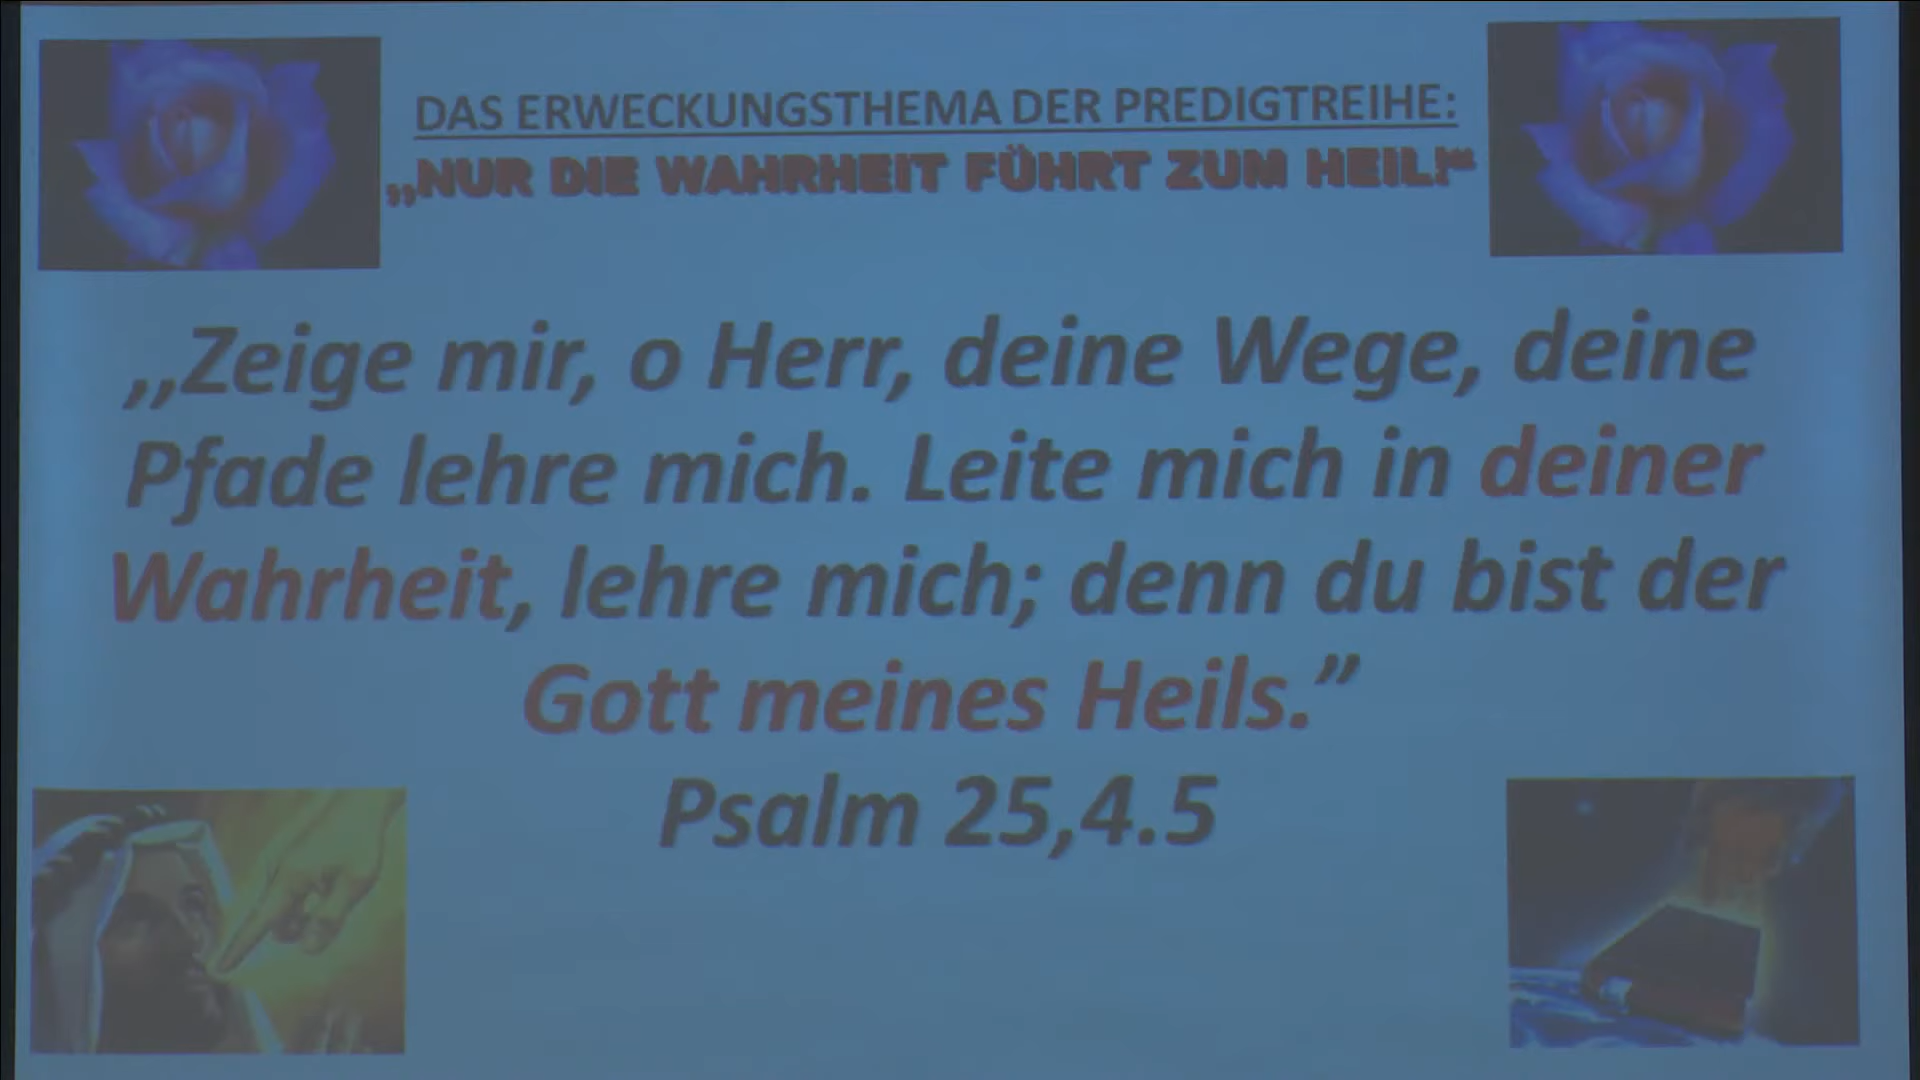 DAS ERWECKUNGSTHEMA DER PREDIGTREIHE:
„NUR DIE WAHRHEIT FÜHRT ZUM HEIL!“
,,Zeige mir, o Herr, deine Wege, deine
Pfade lehre mich. Leite mich in deiner
Wahrheit, lehre mich; denn du bist der
Gott meines Heils.”
Psalm 25,4.5